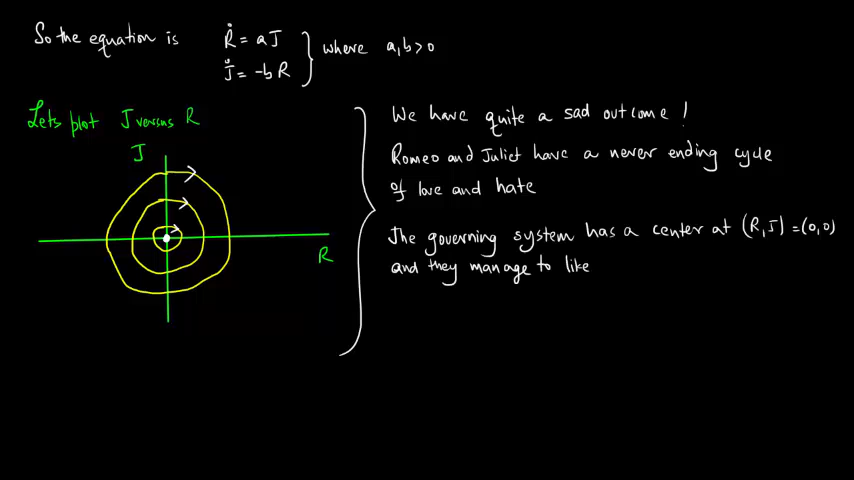 So the equation is Ṙ = a J
J̇ = -b R
where a, b > 0
Lets plot J versus R
J
R
We have quite a sad outcome !
Romeo and Juliet have a never ending cycle
of love and hate
The governing system has a center at (R, J) = (0, 0)
and they manage to like